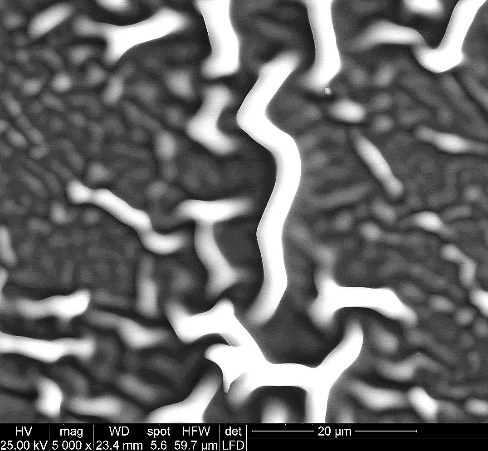 HV mag WD spot HFW det 20 µm
25.00 kV 5 000 x 23.4 mm 5.6 59.7 µm LFD